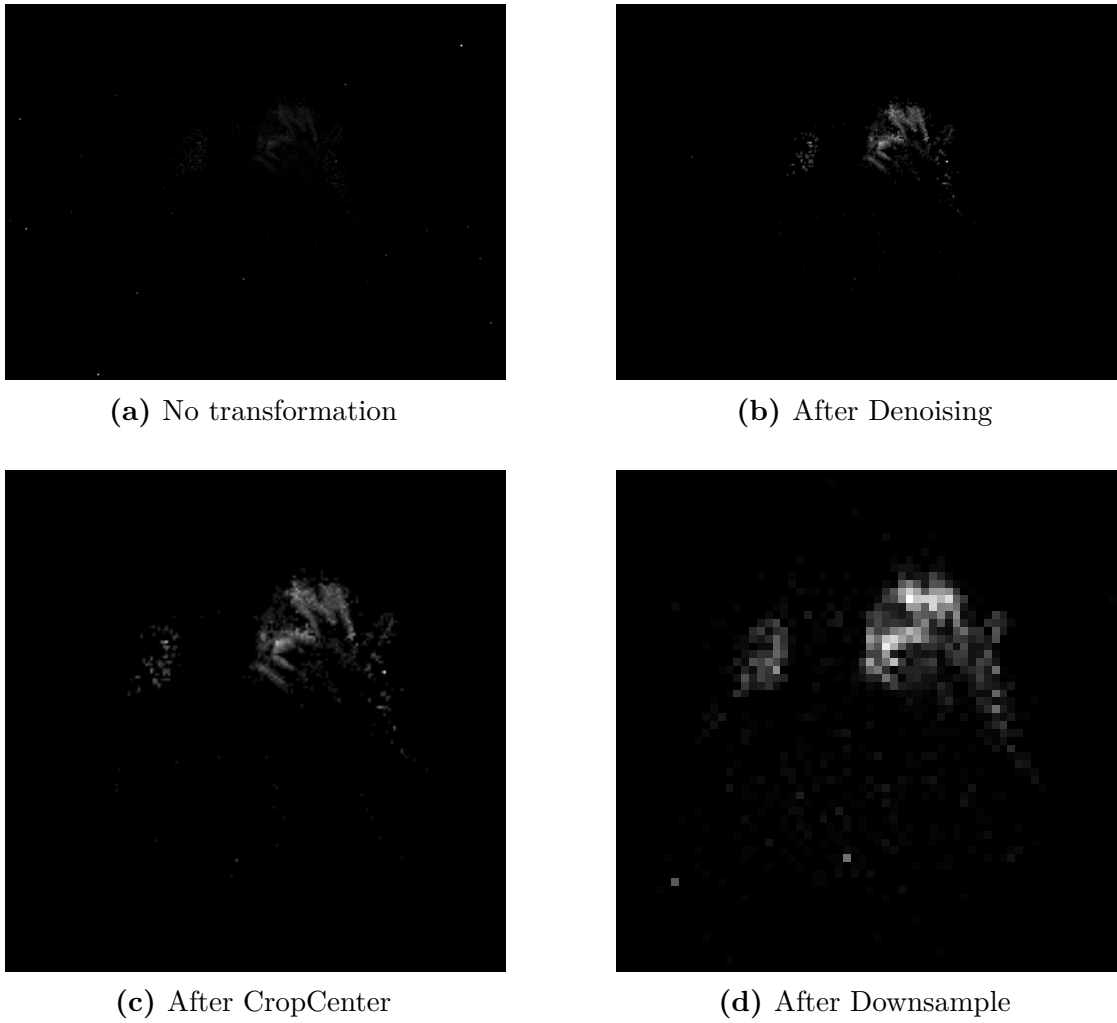 (a) No transformation
(b) After Denoising
(c) After CropCenter
(d) After Downsample